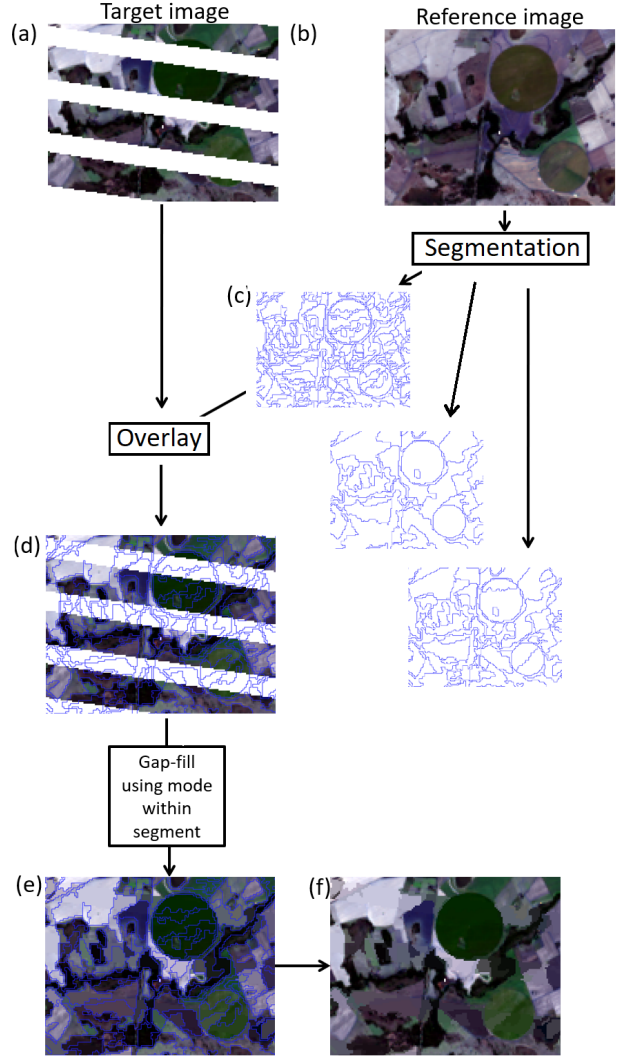 Target image
Reference image
(a)
(b)
Segmentation
(c)
Overlay
(d)
Gap-fill
using mode
within
segment
(e)
(f)